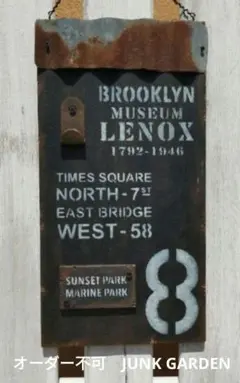 BROOKLYN
MUSEUM
LENOX
1792-1946
TIMES SQUARE
NORTH-7ST
EAST BRIDGE
WEST-58
SUNSET PARK
MARINE PARK
8
オーダー不可 JUNK GARDEN